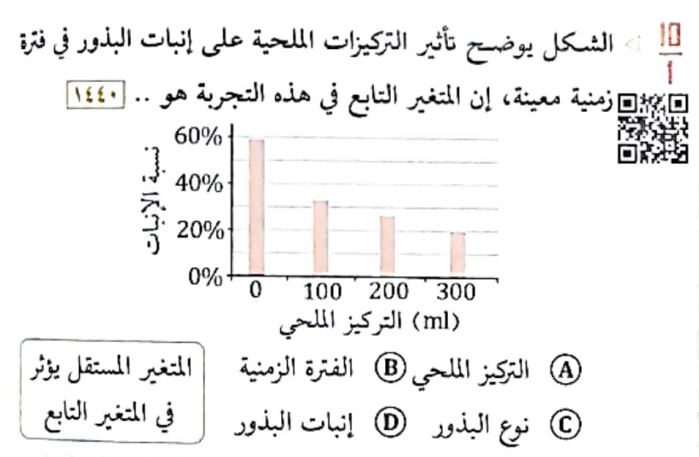 10/1 ◁ الشكل يوضح تأثير التركيزات الملحية على إنبات البذور في فترة
زمنية معينة، إن المتغير التابع في هذه التجربة هو .. ١٤٤٠
60%
40%
20%
0%
نسبة الإنبات
0 100 200 300
التركيز الملحي (ml)
Ⓐ التركيز الملحي Ⓑ الفترة الزمنية
Ⓒ نوع البذور Ⓓ إنبات البذور
المتغير المستقل يؤثر
في المتغير التابع